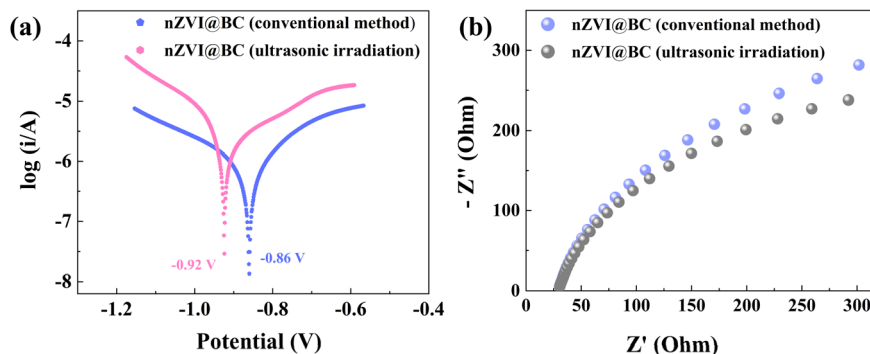 (a)
nZVI@BC (conventional method)
nZVI@BC (ultrasonic irradiation)
log (i/A)
-4
-5
-6
-7
-8
-0.92 V
-0.86 V
-1.2
-1.0
-0.8
-0.6
-0.4
Potential (V)
(b)
nZVI@BC (conventional method)
nZVI@BC (ultrasonic irradiation)
- Z'' (Ohm)
300
200
100
0
0
50
100
150
200
250
300
Z' (Ohm)